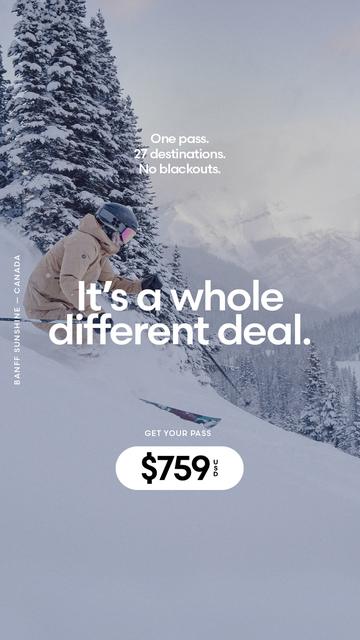 One pass.
27 destinations.
No blackouts.
BANFF SUNSHINE — CANADA
It's a whole
different deal.
GET YOUR PASS
$759 USD